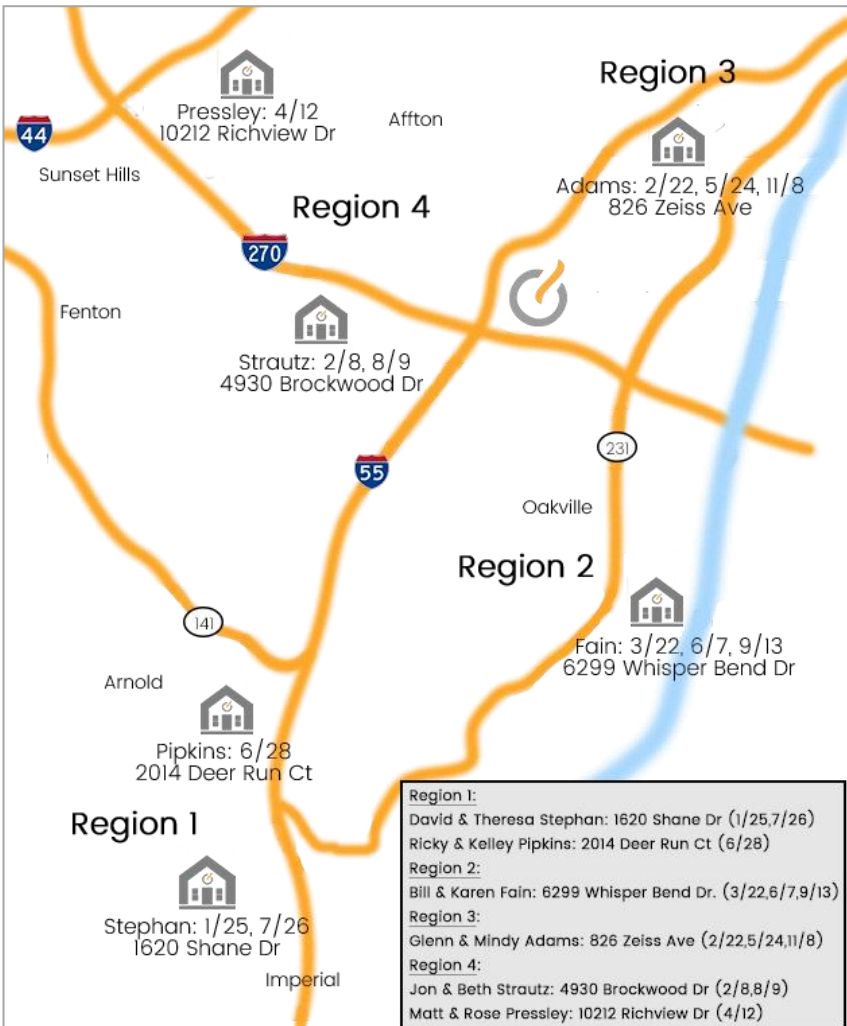 Region 3
Pressley: 4/12
10212 Richview Dr
Affton
44
Sunset Hills
Adams: 2/22, 5/24, 11/8
826 Zeiss Ave
Region 4
270
Fenton
Strautz: 2/8, 8/9
4930 Brockwood Dr
231
55
Oakville
Region 2
141
Fain: 3/22, 6/7, 9/13
6299 Whisper Bend Dr
Arnold
Pipkins: 6/28
2014 Deer Run Ct
Region 1
Stephan: 1/25, 7/26
1620 Shane Dr
Imperial
Region 1:
David & Theresa Stephan: 1620 Shane Dr (1/25,7/26)
Ricky & Kelley Pipkins: 2014 Deer Run Ct (6/28)
Region 2:
Bill & Karen Fain: 6299 Whisper Bend Dr. (3/22,6/7,9/13)
Region 3:
Glenn & Mindy Adams: 826 Zeiss Ave (2/22,5/24,11/8)
Region 4:
Jon & Beth Strautz: 4930 Brockwood Dr (2/8,8/9)
Matt & Rose Pressley: 10212 Richview Dr (4/12)